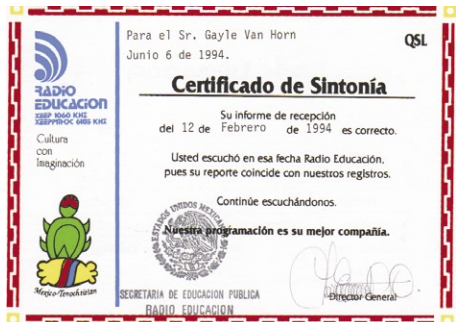 Para el Sr. Gayle Van Horn
Junio 6 de 1994.
QSL
Certificado de Sintonía
RADIO
EDUCACION
XEEP 1060 KHZ
XEPPM-OC 6185 KHZ
Cultura
con
Imaginación
Su informe de recepción
del 12 de Febrero de 1994 es correcto.
Usted escuchó en esa fecha Radio Educación,
pues su reporte coincide con nuestros registros.
Continúe escuchándonos.
ESTADOS UNIDOS MEXICANOS
Nuestra programación es su mejor compañía.
Mexico-Tenochtitlan
SECRETARIA DE EDUCACION PUBLICA
RADIO EDUCACION
Director General